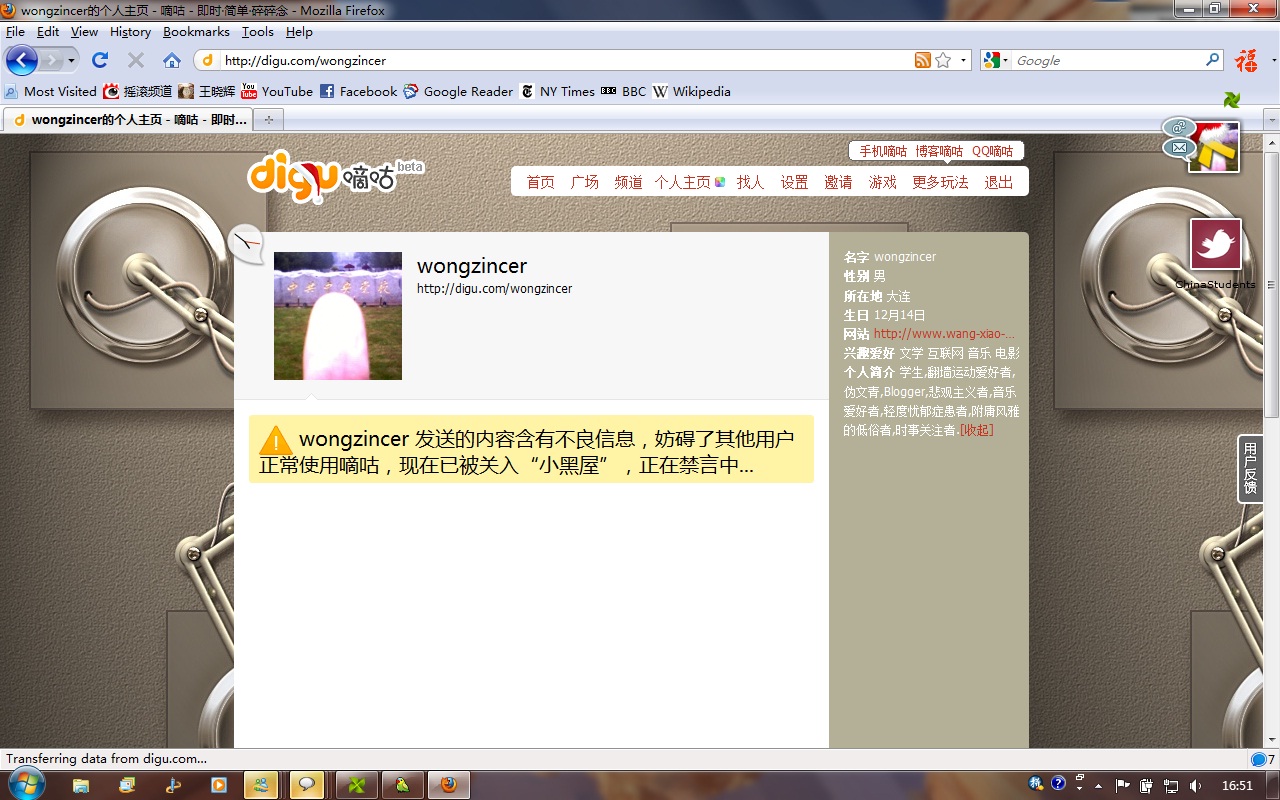 wongzincer的个人主页 - 嘀咕 - 即时·简单·碎碎念 - Mozilla Firefox
File Edit View History Bookmarks Tools Help
http://digu.com/wongzincer
Google
福
Most Visited 摇滚频道 王晓辉 YouTube Facebook Google Reader NY Times BBC BBC W Wikipedia
wongzincer的个人主页 - 嘀咕 - 即时...
手机嘀咕 博客嘀咕 QQ嘀咕
digu嘀咕 beta
首页 广场 频道 个人主页 找人 设置 邀请 游戏 更多玩法 退出
wongzincer
http://digu.com/wongzincer
wongzincer 发送的内容含有不良信息，妨碍了其他用户
正常使用嘀咕，现在已被关入“小黑屋”，正在禁言中...
名字 wongzincer
性别 男
所在地 大连
生日 12月14日
网站 http://www.wang-xiao-...
兴趣爱好 文学 互联网 音乐 电影
个人简介 学生,翻墙运动爱好者,
伪文青,Blogger,悲观主义者,音乐
爱好者,轻度忧郁症患者,附庸风雅
的低俗者,时事关注者.[收起]
ChinaStudents
用户反馈
Transferring data from digu.com...
7
16:51